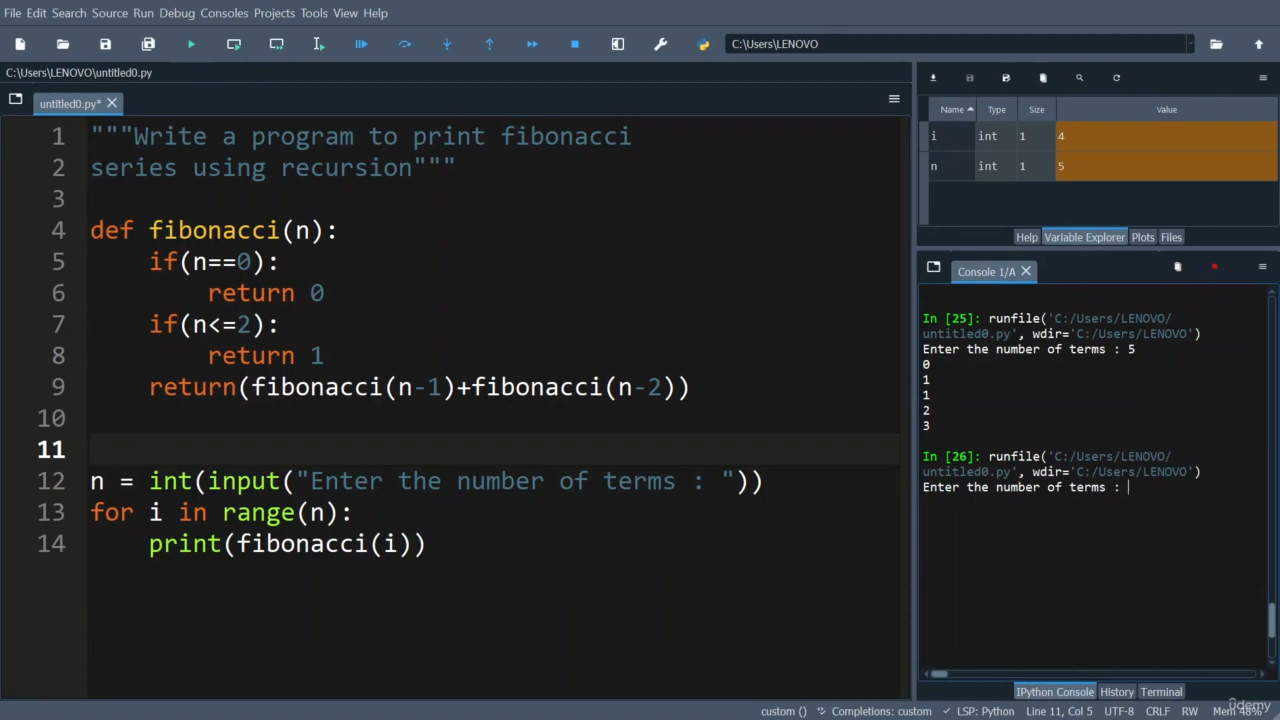 File Edit Search Source Run Debug Consoles Projects Tools View Help
C:\Users\LENOVO
C:\Users\LENOVO\untitled0.py
untitled0.py*
1 """Write a program to print fibonacci
2 series using recursion"""
3
4 def fibonacci(n):
5     if(n==0):
6         return 0
7     if(n<=2):
8         return 1
9     return(fibonacci(n-1)+fibonacci(n-2))
10
11
12 n = int(input("Enter the number of terms : "))
13 for i in range(n):
14     print(fibonacci(i))
Name Type Size Value
i int 1 4
n int 1 5
Help Variable Explorer Plots Files
Console 1/A
In [25]: runfile('C:/Users/LENOVO/
untitled0.py', wdir='C:/Users/LENOVO')
Enter the number of terms : 5
0
1
1
2
3
In [26]: runfile('C:/Users/LENOVO/
untitled0.py', wdir='C:/Users/LENOVO')
Enter the number of terms :
IPython Console History Terminal
custom () Completions: custom LSP: Python Line 11, Col 5 UTF-8 CRLF RW Mem 48%
ûdemy